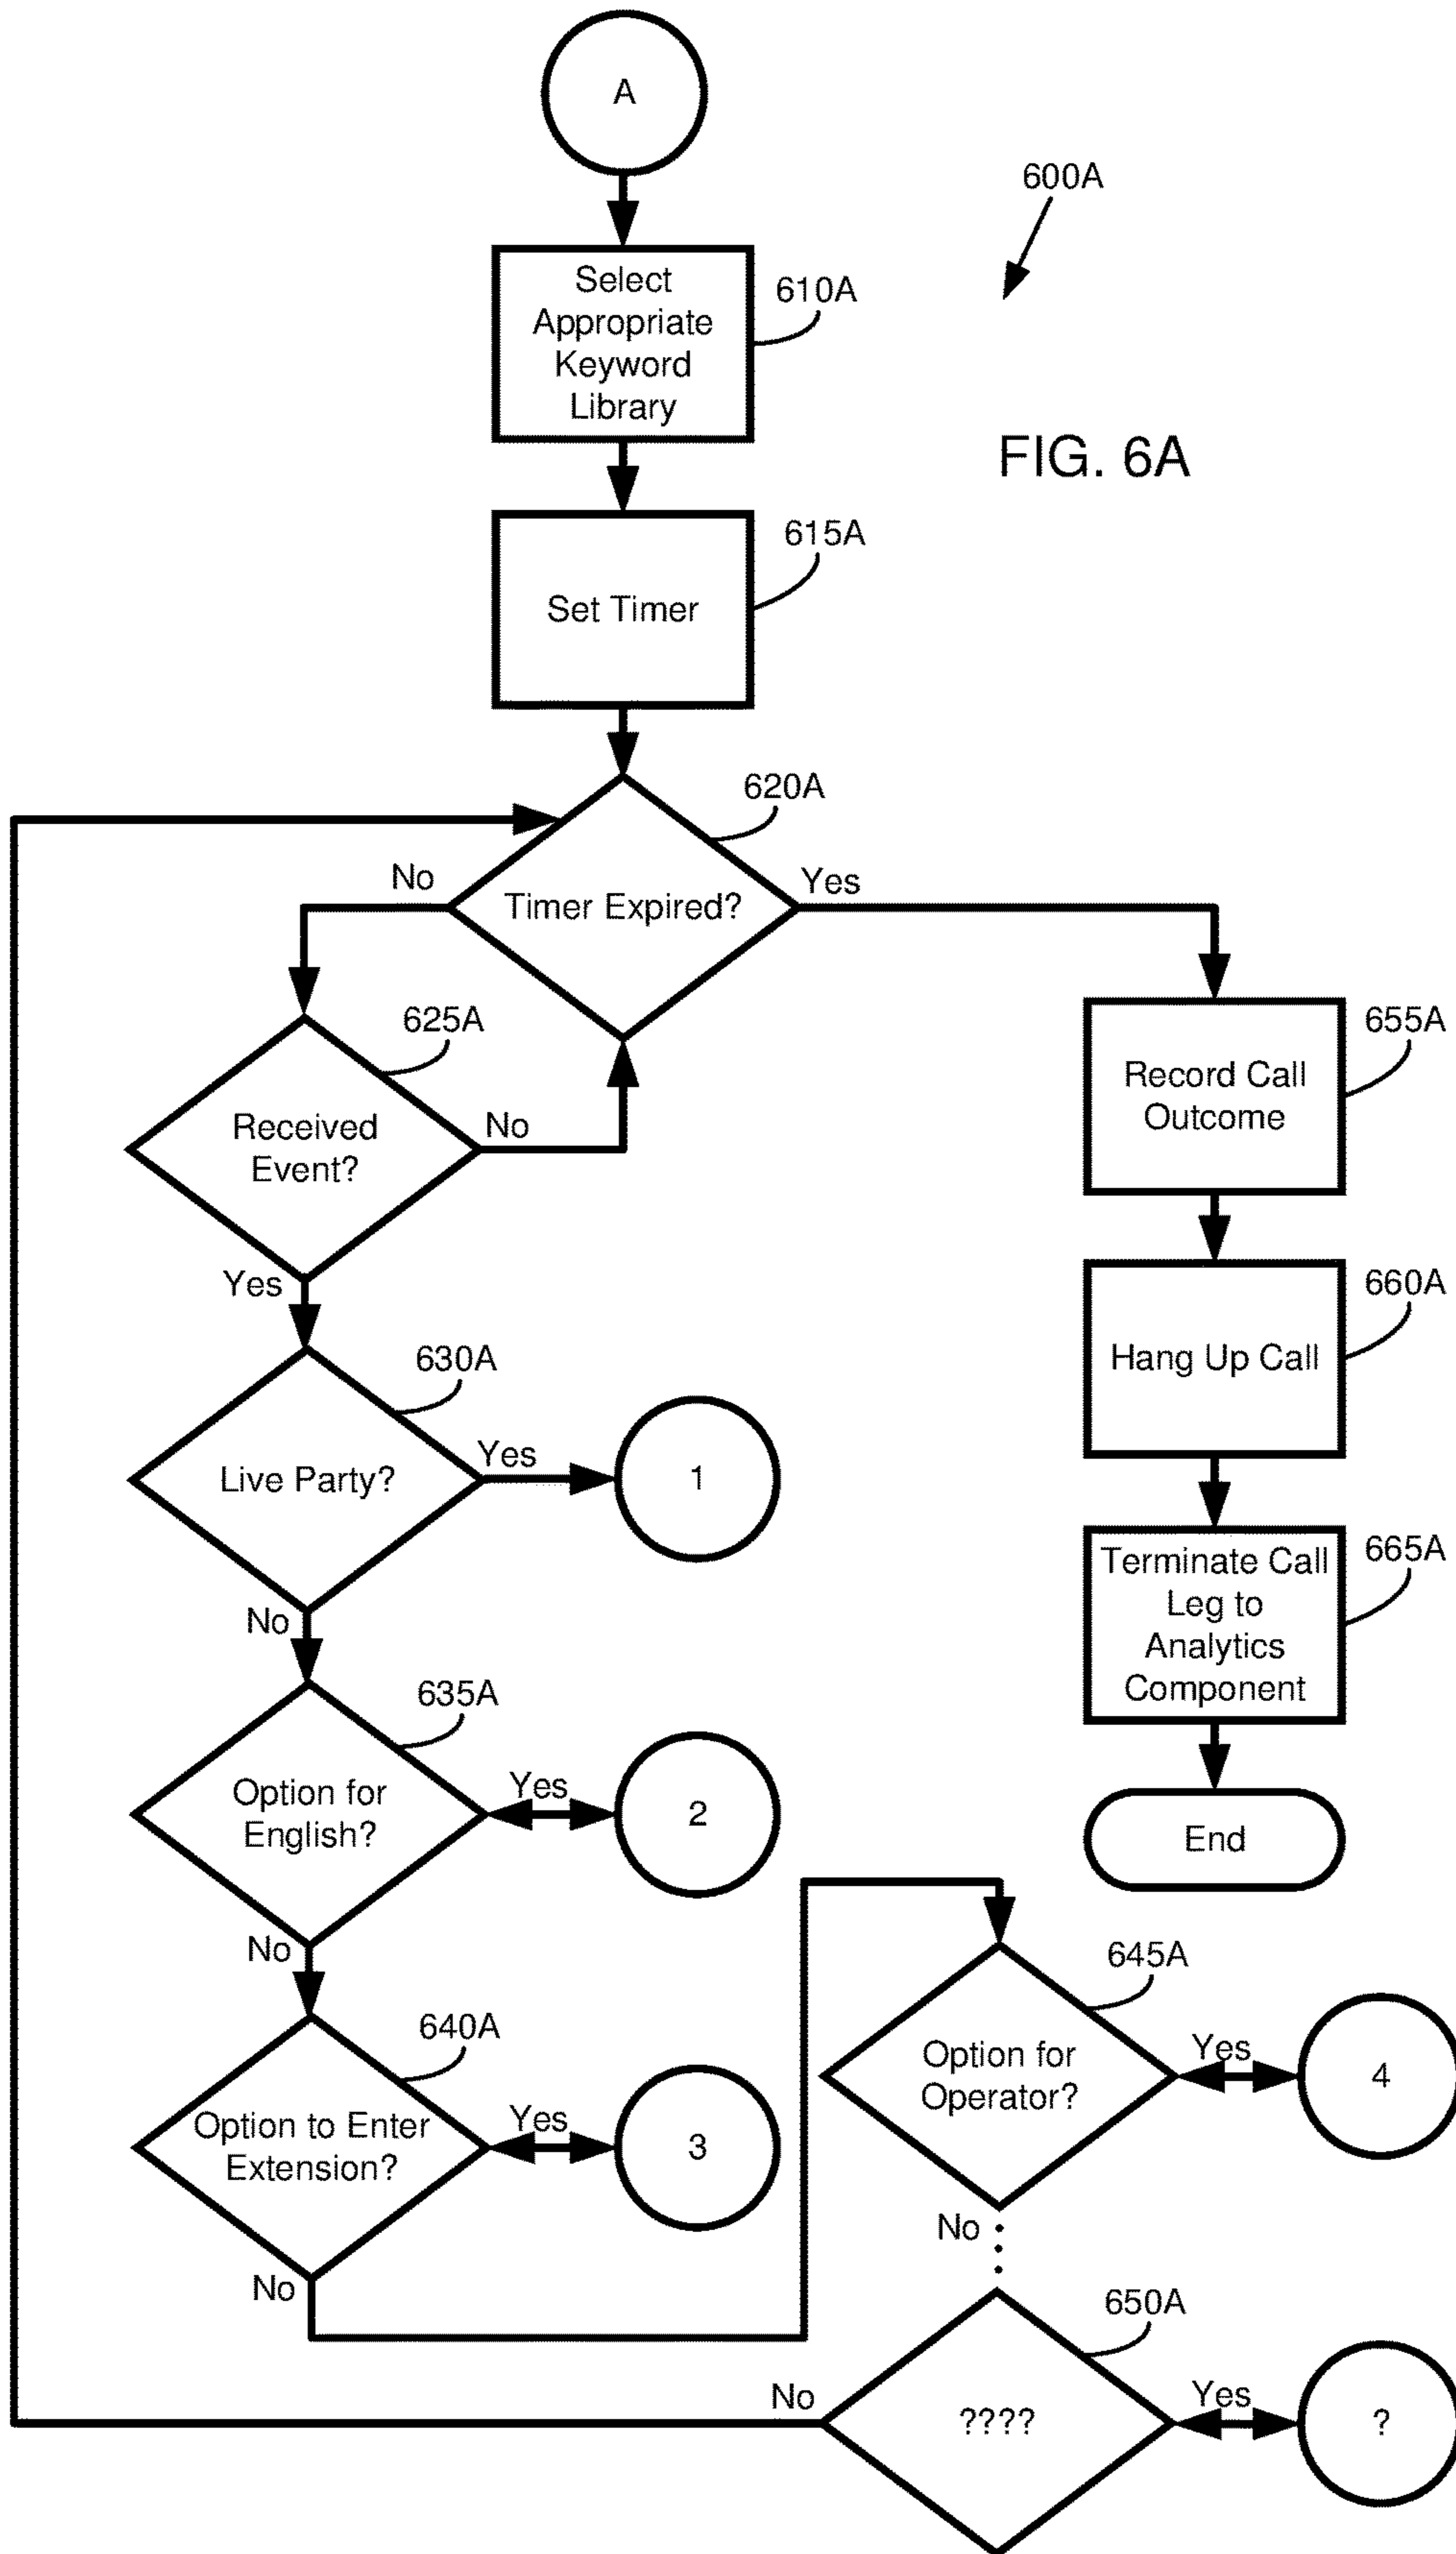 A
600A
Select
Appropriate
Keyword
Library
610A
FIG. 6A
Set Timer
615A
620A
Timer Expired?
No
Yes
625A
Received
Event?
No
Yes
655A
Record Call
Outcome
660A
Hang Up Call
630A
Live Party?
Yes
1
No
665A
Terminate Call
Leg to
Analytics
Component
End
635A
Option for
English?
Yes
2
No
640A
Option to Enter
Extension?
Yes
3
No
645A
Option for
Operator?
Yes
4
No
650A
????
Yes
?
No